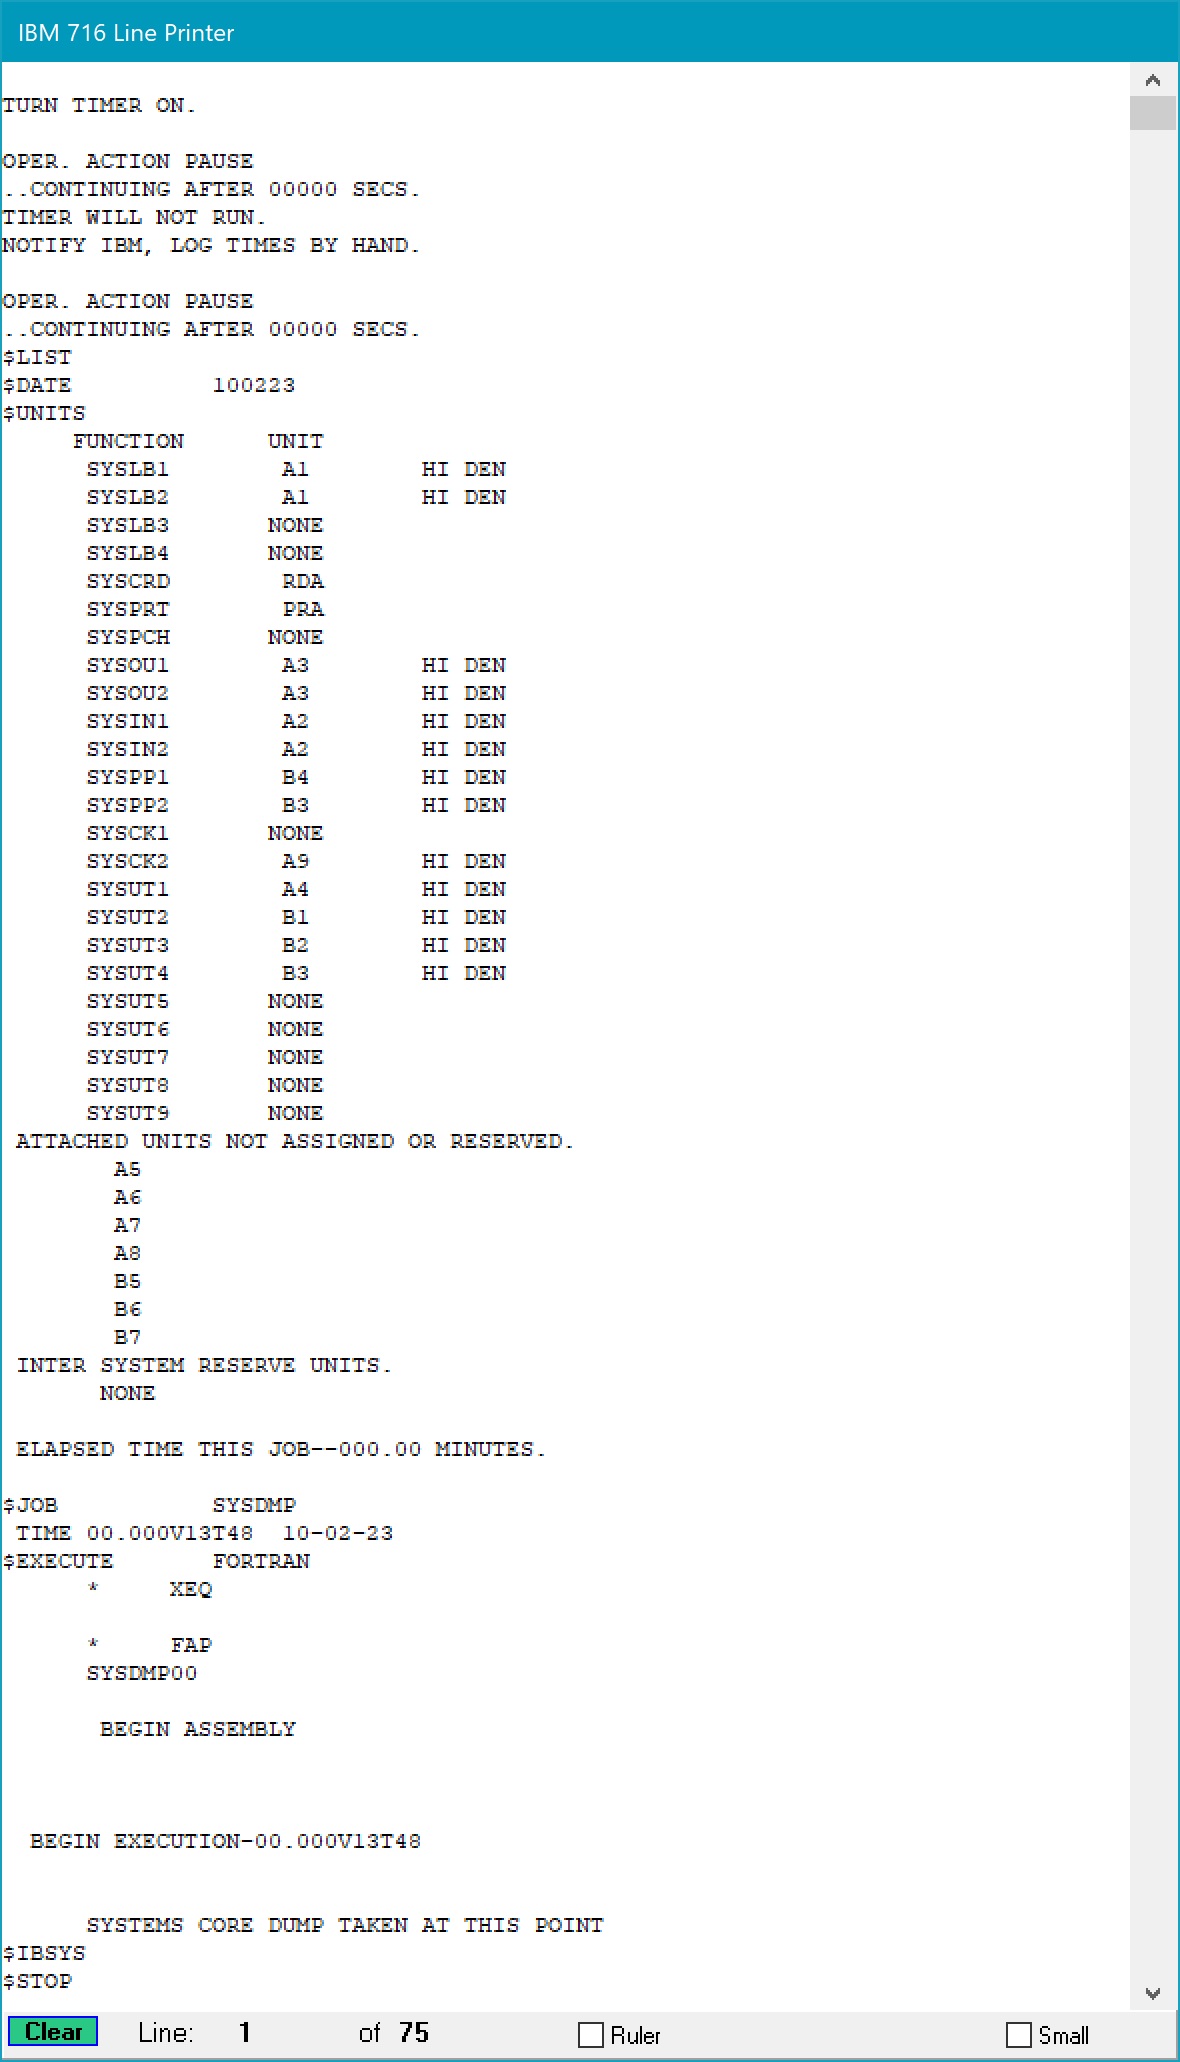 IBM 716 Line Printer
TURN TIMER ON.
OPER. ACTION PAUSE
..CONTINUING AFTER 00000 SECS.
TIMER WILL NOT RUN.
NOTIFY IBM, LOG TIMES BY HAND.
OPER. ACTION PAUSE
..CONTINUING AFTER 00000 SECS.
$LIST
$DATE          100223
$UNITS
     FUNCTION      UNIT
      SYSLB1        A1        HI DEN
      SYSLB2        A1        HI DEN
      SYSLB3       NONE
      SYSLB4       NONE
      SYSCRD        RDA
      SYSPRT        PRA
      SYSPCH       NONE
      SYSOU1        A3        HI DEN
      SYSOU2        A3        HI DEN
      SYSIN1        A2        HI DEN
      SYSIN2        A2        HI DEN
      SYSPP1        B4        HI DEN
      SYSPP2        B3        HI DEN
      SYSCK1       NONE
      SYSCK2        A9        HI DEN
      SYSUT1        A4        HI DEN
      SYSUT2        B1        HI DEN
      SYSUT3        B2        HI DEN
      SYSUT4        B3        HI DEN
      SYSUT5       NONE
      SYSUT6       NONE
      SYSUT7       NONE
      SYSUT8       NONE
      SYSUT9       NONE
 ATTACHED UNITS NOT ASSIGNED OR RESERVED.
        A5
        A6
        A7
        A8
        B5
        B6
        B7
 INTER SYSTEM RESERVE UNITS.
       NONE
 ELAPSED TIME THIS JOB--000.00 MINUTES.
$JOB           SYSDMP
 TIME 00.000V13T48  10-02-23
$EXECUTE       FORTRAN
      *     XEQ
      *     FAP
      SYSDMP00
       BEGIN ASSEMBLY
  BEGIN EXECUTION-00.000V13T48
      SYSTEMS CORE DUMP TAKEN AT THIS POINT
$IBSYS
$STOP
Clear Line: 1 of 75 Ruler Small